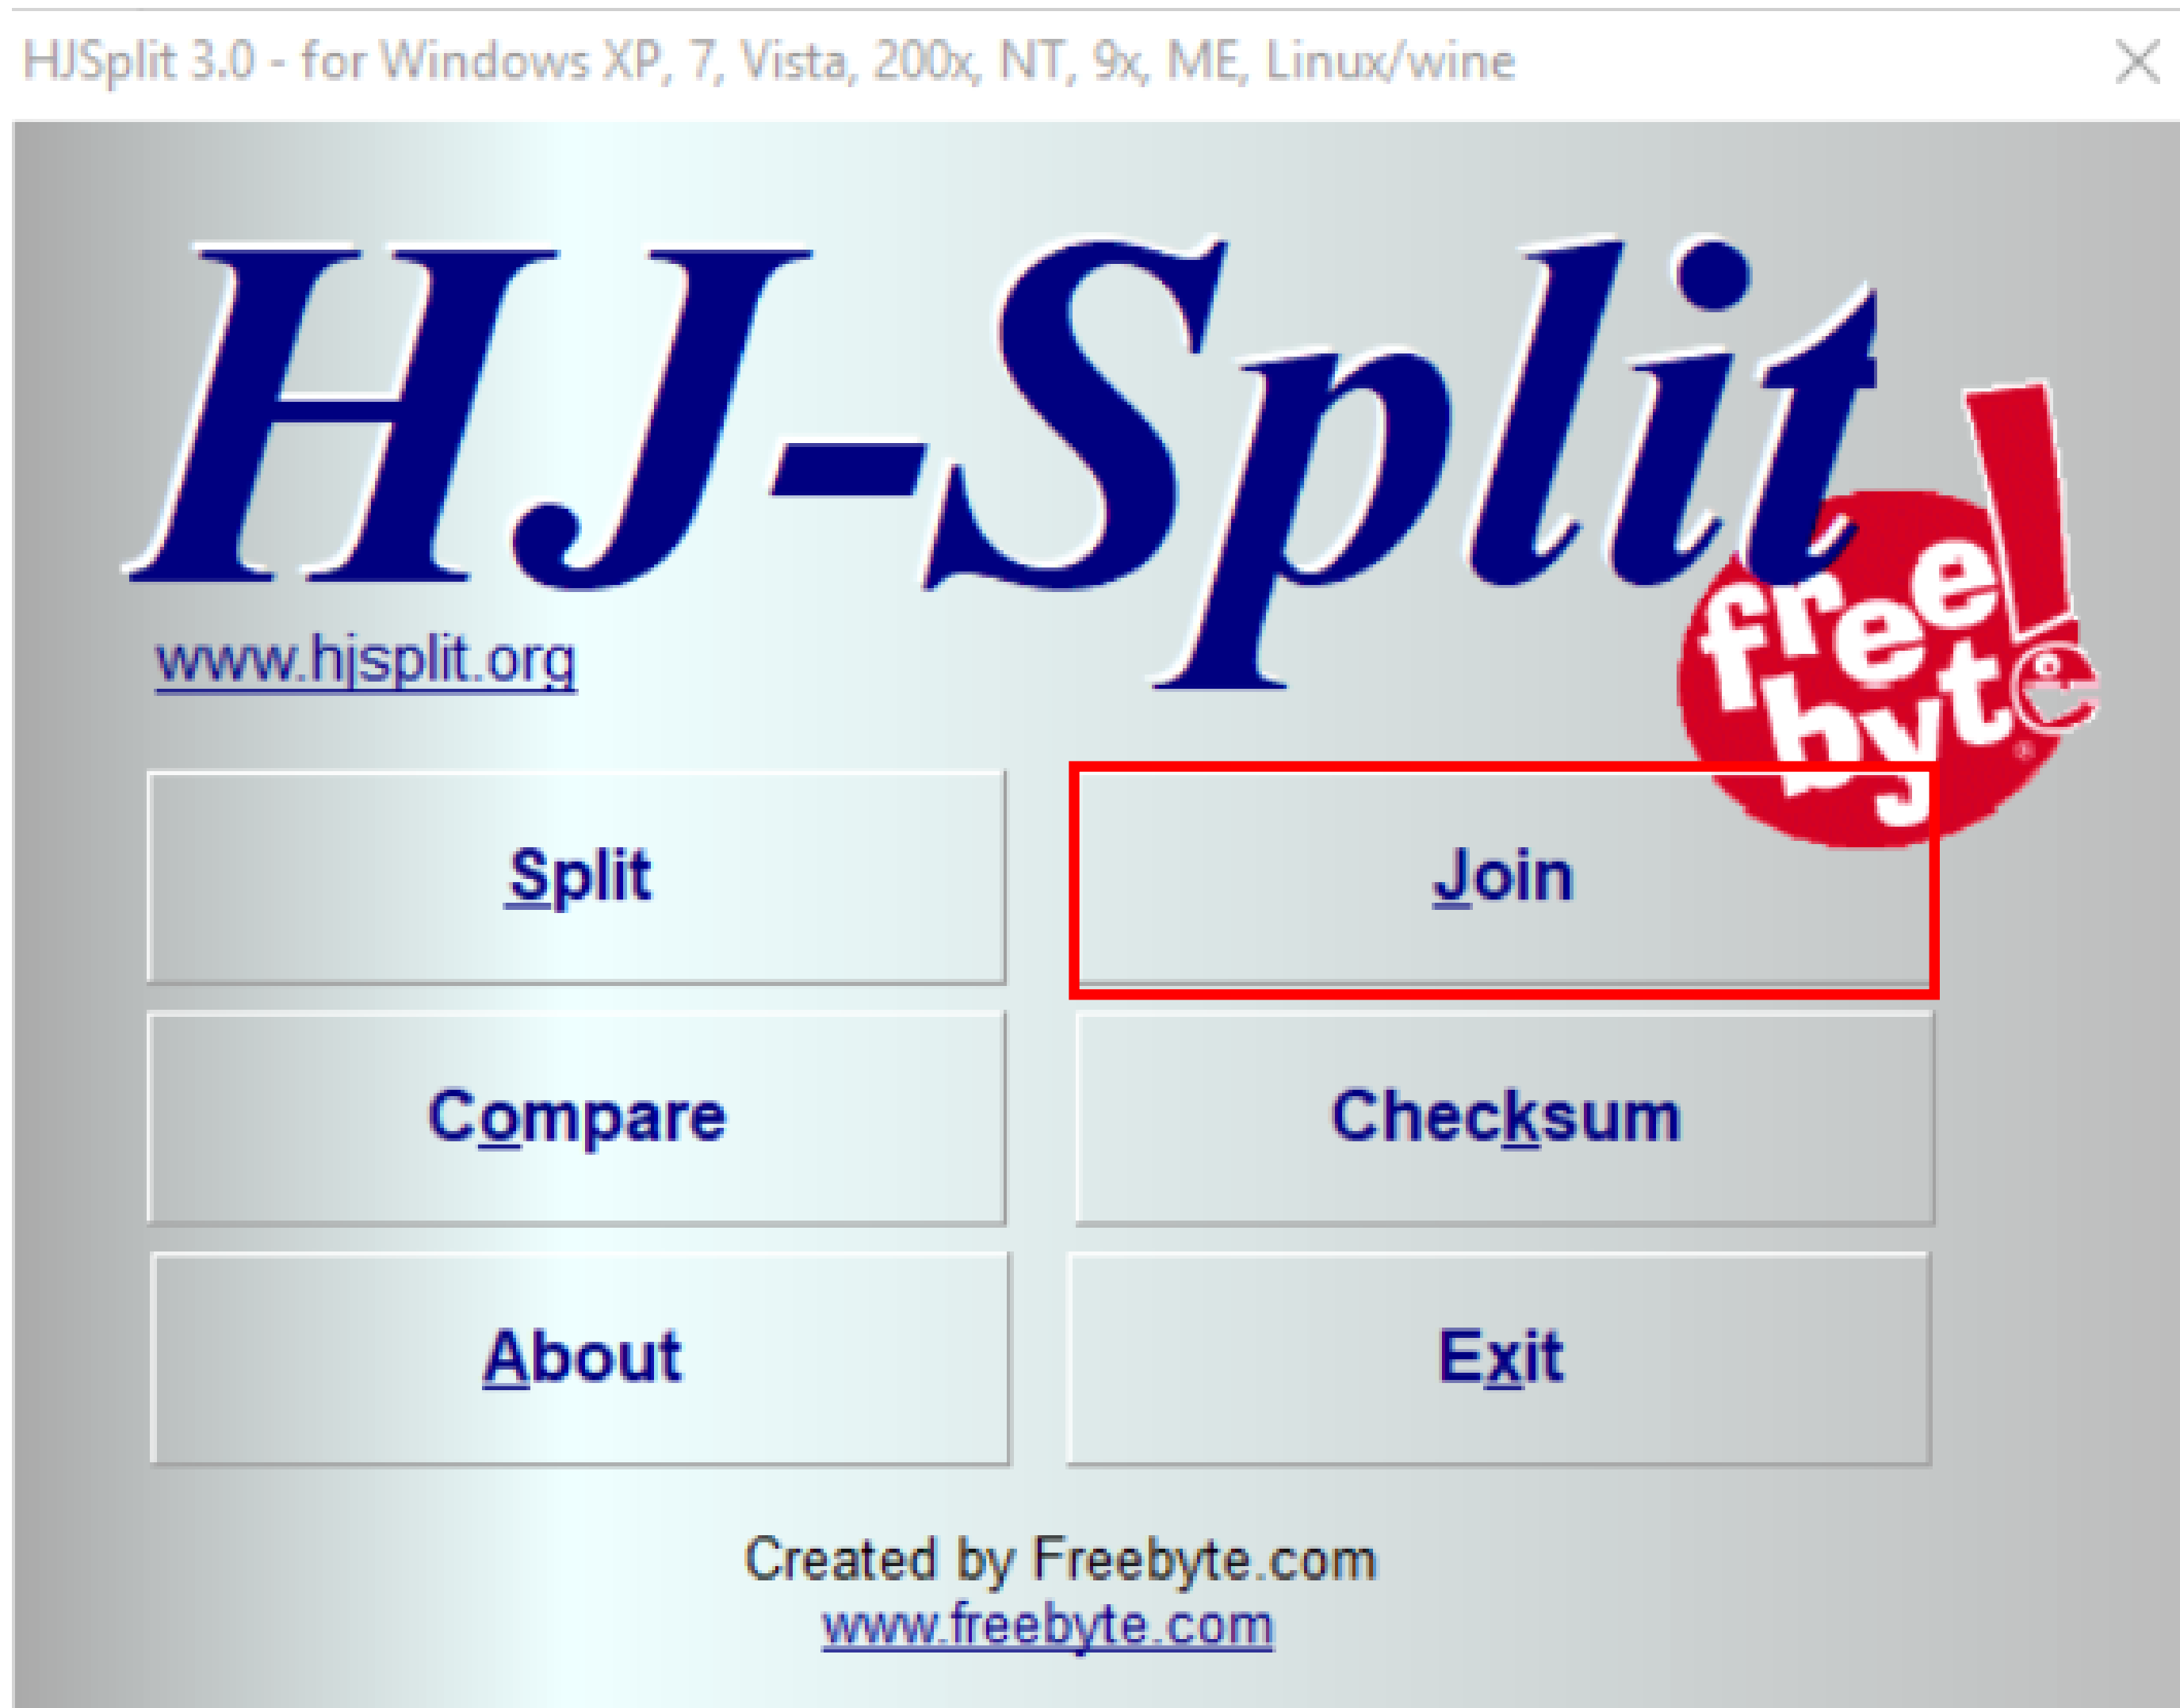 HJSplit 3.0 - for Windows XP, 7, Vista, 200x, NT, 9x, ME, Linux/wine
HJ-Split
free
byte
www.hjsplit.org
Split
Join
Compare
Checksum
About
Exit
Created by Freebyte.com
www.freebyte.com